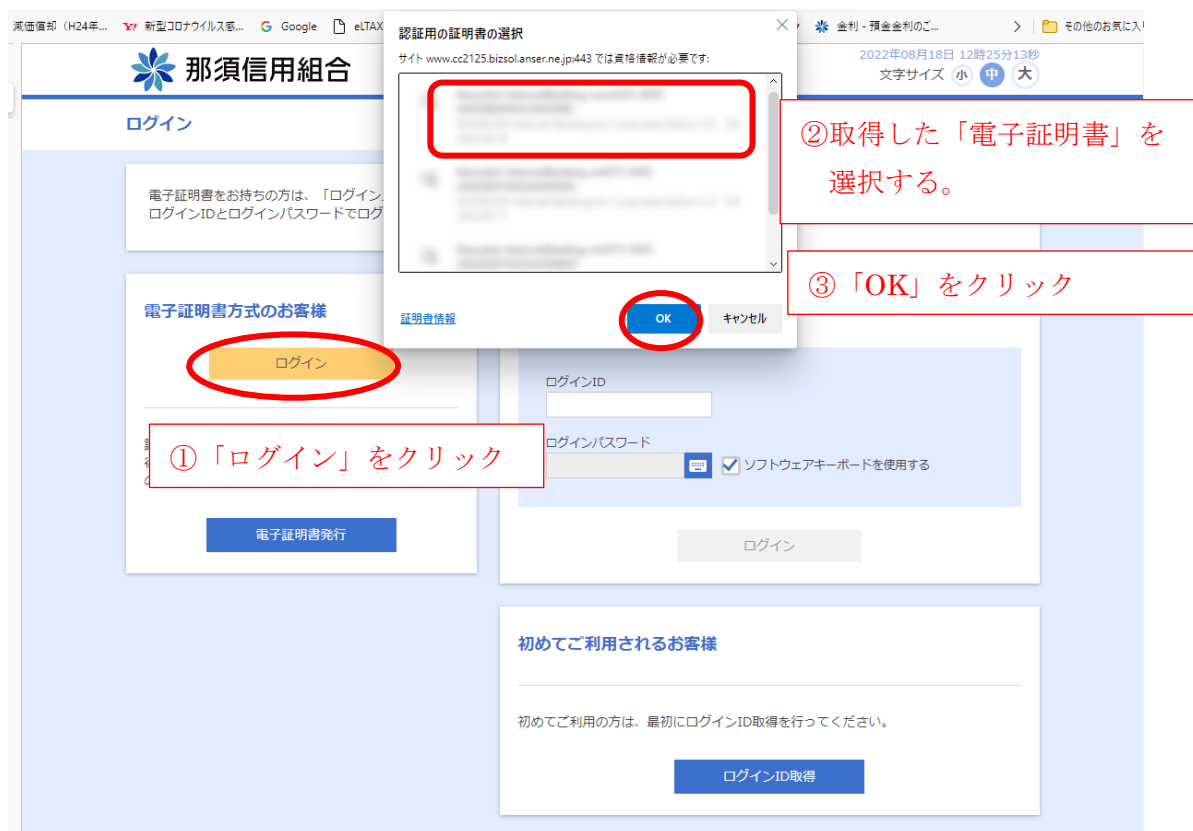 減価償却（H24年...
新型コロナウイルス感...
Google
eLTAX
金利 - 預金金利のご...
その他のお気に入り
那須信用組合
2022年08月18日 12時25分13秒
文字サイズ 小 中 大
認証用の証明書の選択
サイト www.cc2125.bizsol.anser.ne.jp:443 では資格情報が必要です:
証明書情報
OK
キャンセル
②取得した「電子証明書」を
選択する。
③「OK」をクリック
ログイン
電子証明書をお持ちの方は、「ログイン」
ログインIDとログインパスワードでログ
電子証明書方式のお客様
ログイン
①「ログイン」をクリック
電子証明書発行
ログインID
ログインパスワード
ソフトウェアキーボードを使用する
ログイン
初めてご利用されるお客様
初めてご利用の方は、最初にログインID取得を行ってください。
ログインID取得